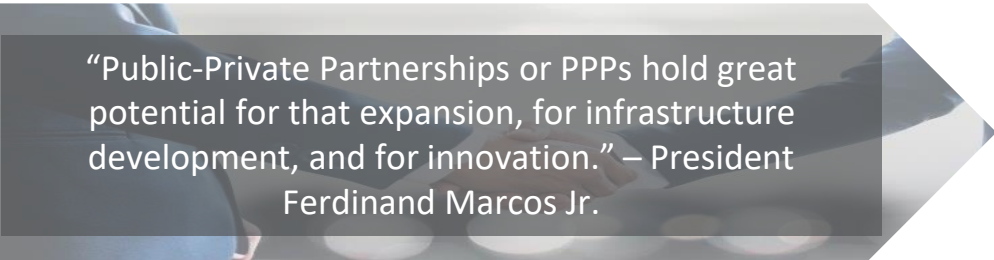 “Public-Private Partnerships or PPPs hold great
potential for that expansion, for infrastructure
development, and for innovation.” – President
Ferdinand Marcos Jr.